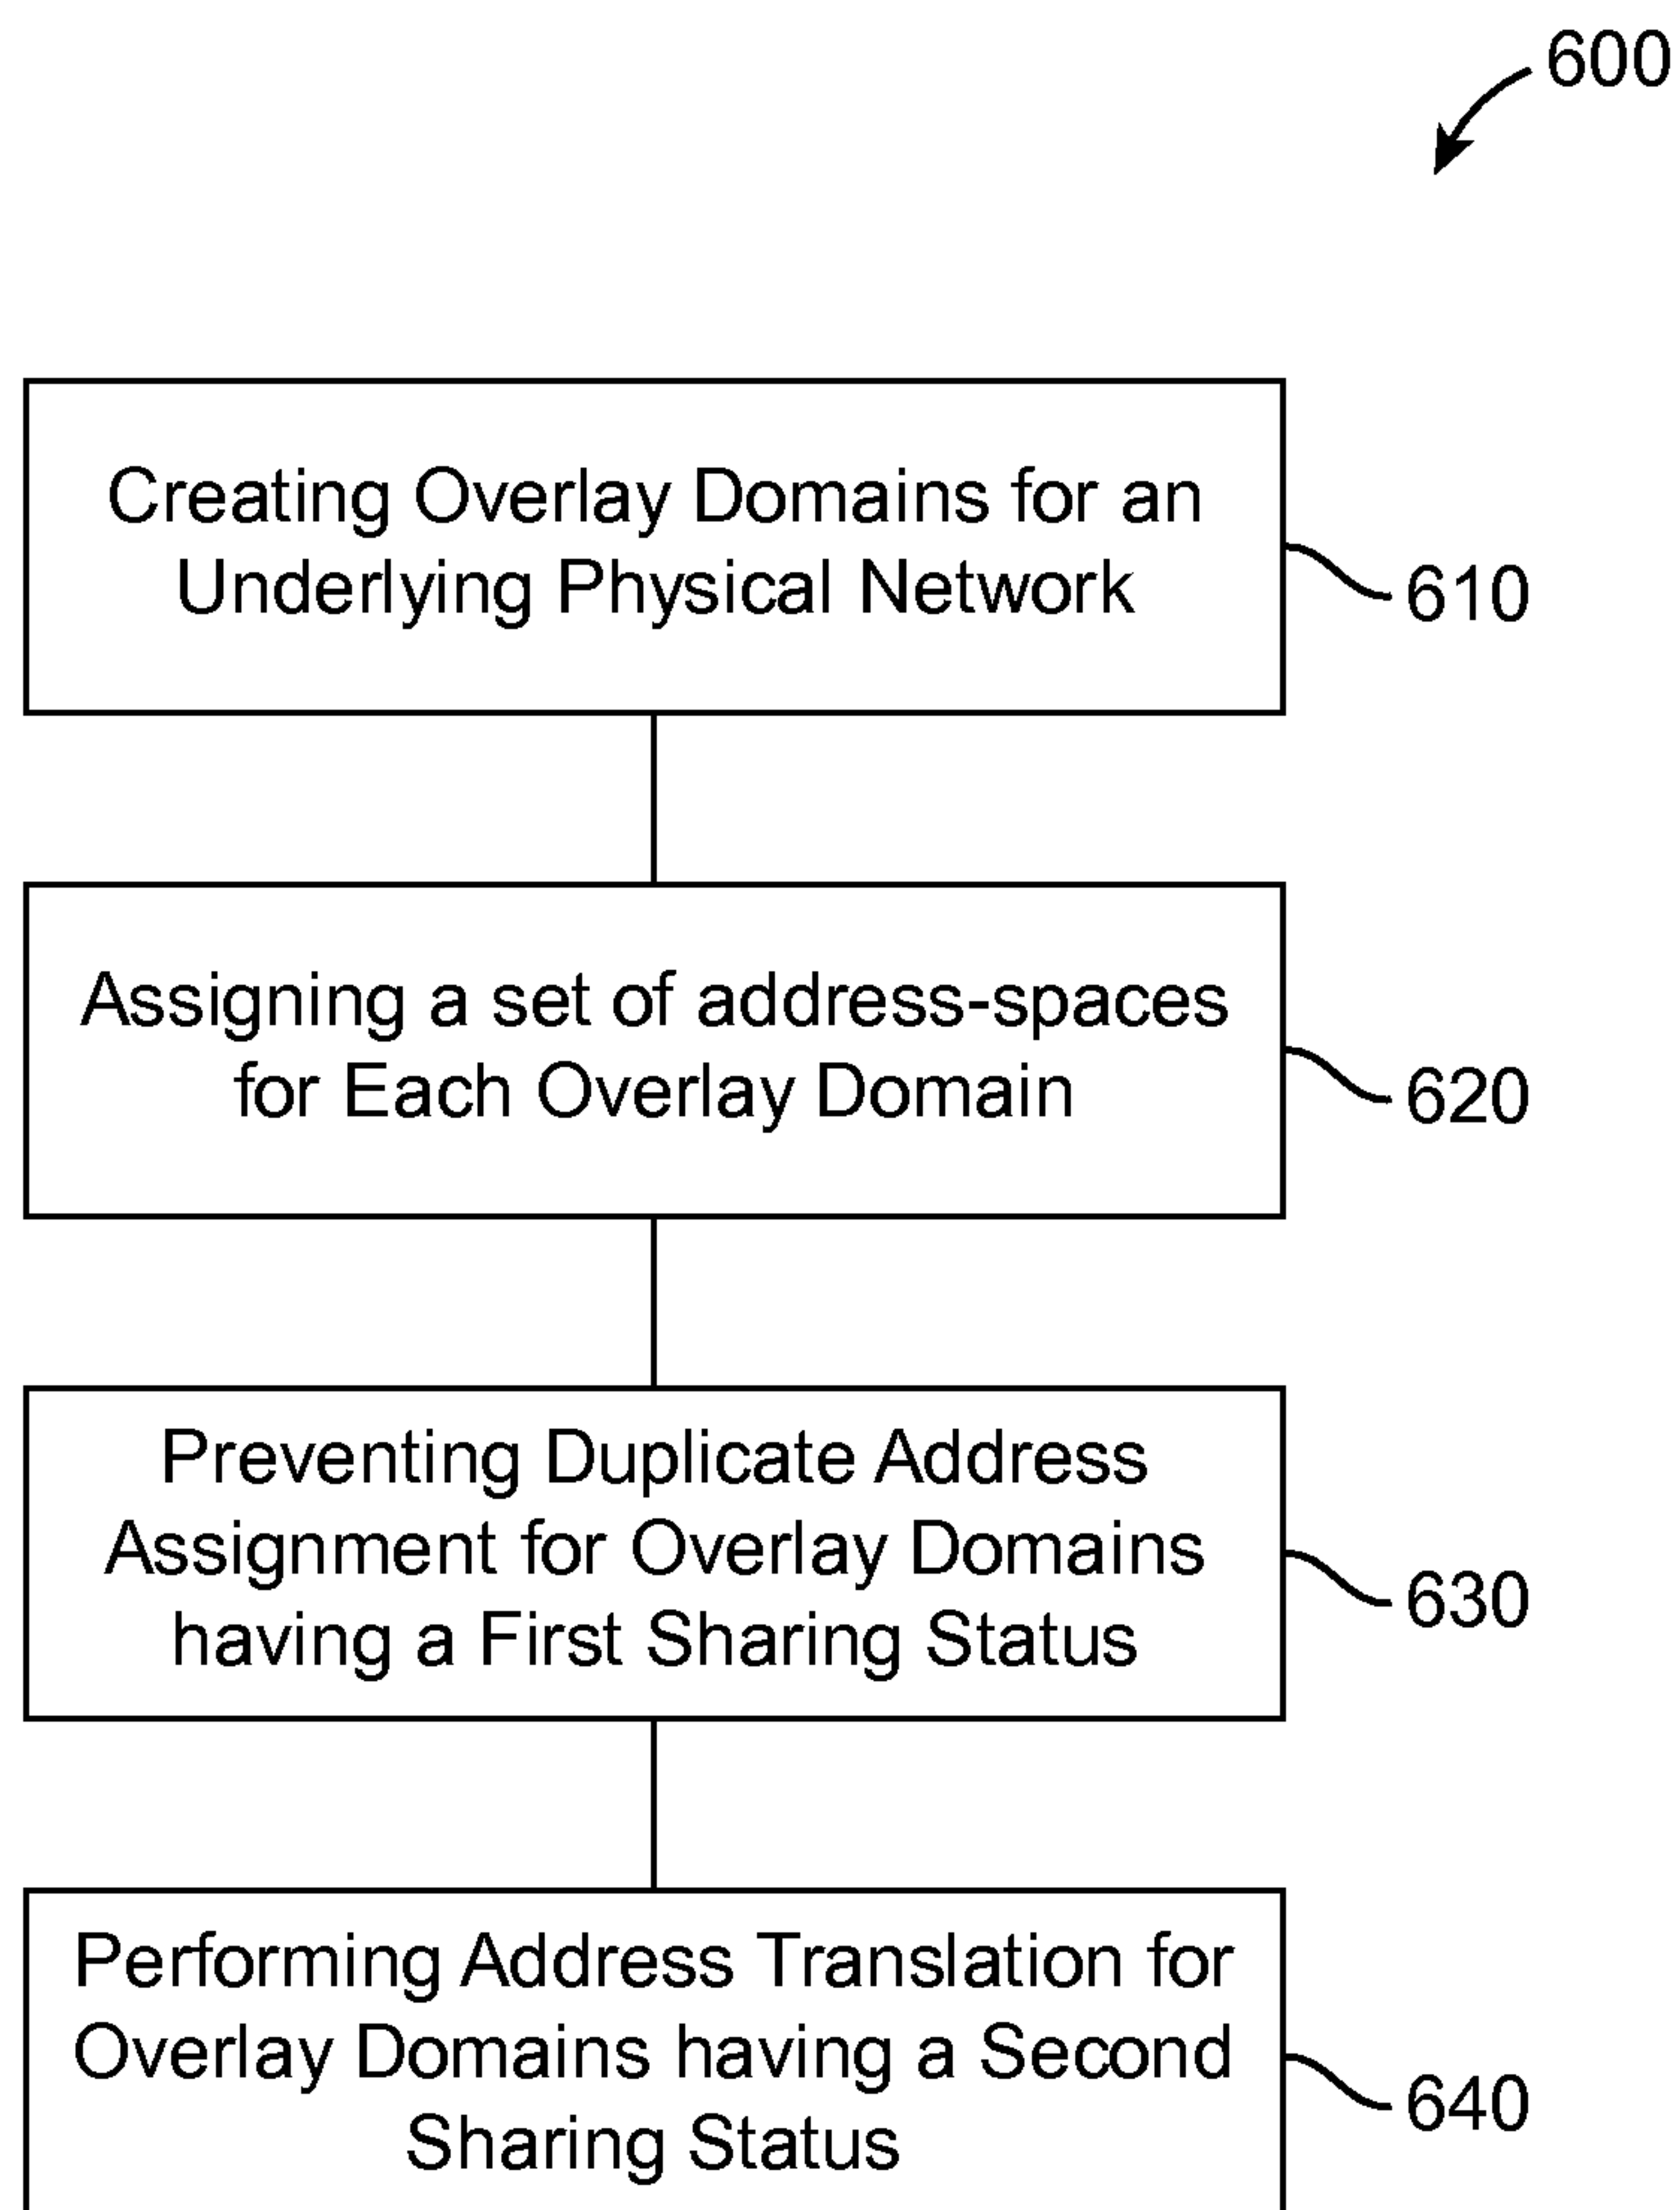 600
Creating Overlay Domains for an
Underlying Physical Network
610
Assigning a set of address-spaces
for Each Overlay Domain
620
Preventing Duplicate Address
Assignment for Overlay Domains
having a First Sharing Status
630
Performing Address Translation for
Overlay Domains having a Second
Sharing Status
640